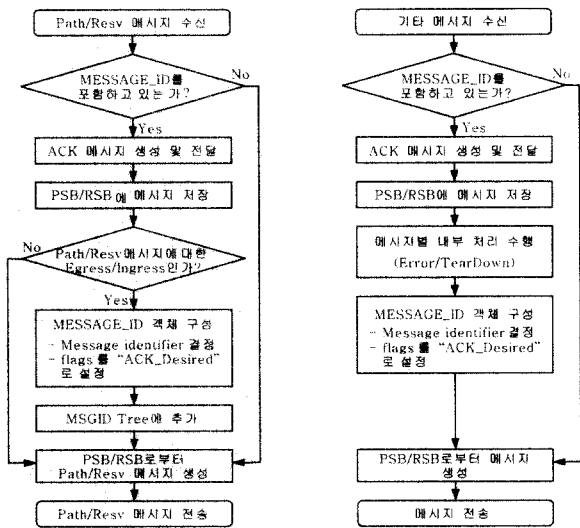 Path/Resv 메시지 수신
MESSAGE_ID를
포함하고 있는가?
No
Yes
ACK 메시지 생성 및 전달
PSB/RSB에 메시지 저장
No
Path/Resv메시지에 대한
Egress/Ingress인가?
Yes
MESSAGE_ID 객체 구성
- Message identifier 결정
- flags를 "ACK_Desired"
로 설정
MSGID Tree에 추가
PSB/RSB로부터
Path/Resv 메시지 생성
Path/Resv 메시지 전송
기타 메시지 수신
MESSAGE_ID를
포함하고 있는가?
No
Yes
ACK 메시지 생성 및 전달
PSB/RSB에 메시지 저장
메시지별 내부 처리 수행
(Error/TearDown)
MESSAGE_ID 객체 구성
- Message identifier 결정
- flags를 "ACK_Desired"
로 설정
PSB/RSB로부터 메시지
생성
메시지 전송